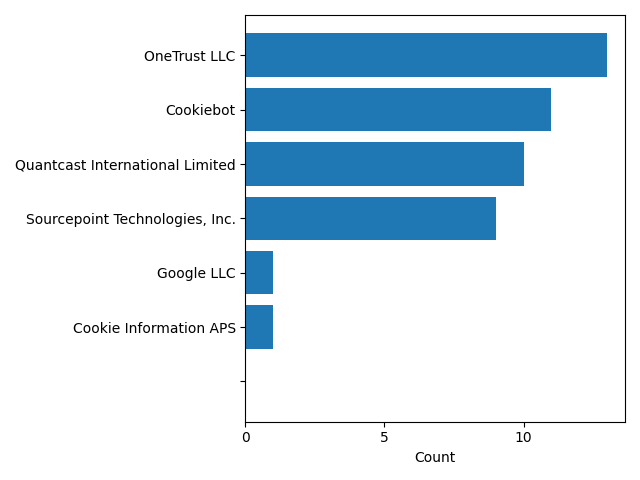 OneTrust LLC
Cookiebot
Quantcast International Limited
Sourcepoint Technologies, Inc.
Google LLC
Cookie Information APS
0 5 10
Count